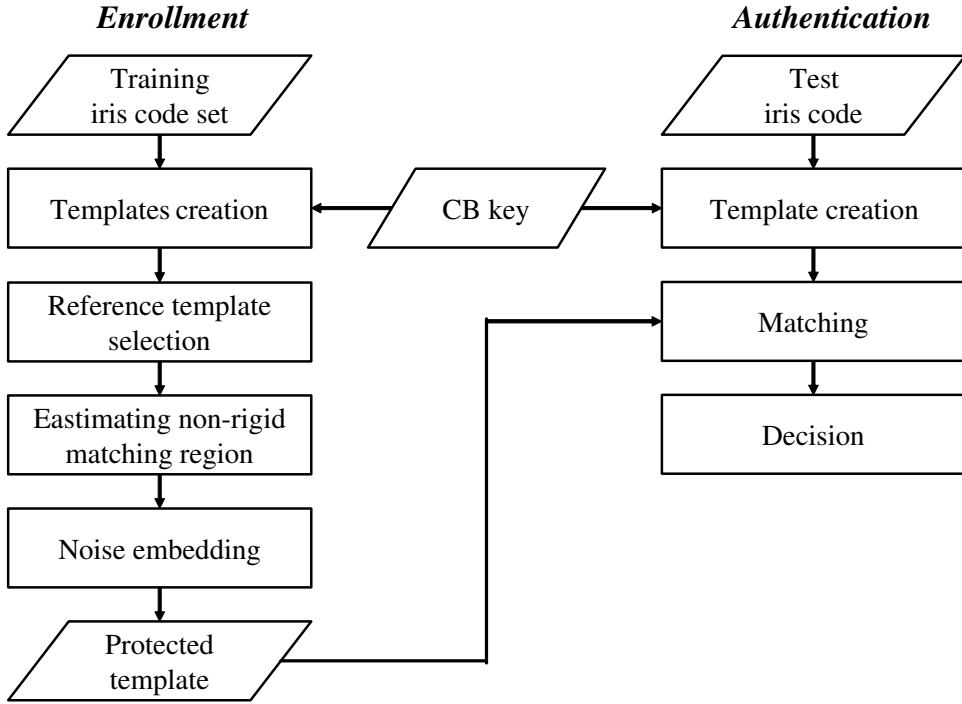 Enrollment
Authentication
Training
iris code set
Test
iris code
Templates creation
CB key
Template creation
Reference template
selection
Matching
Eastimating non-rigid
matching region
Decision
Noise embedding
Protected
template